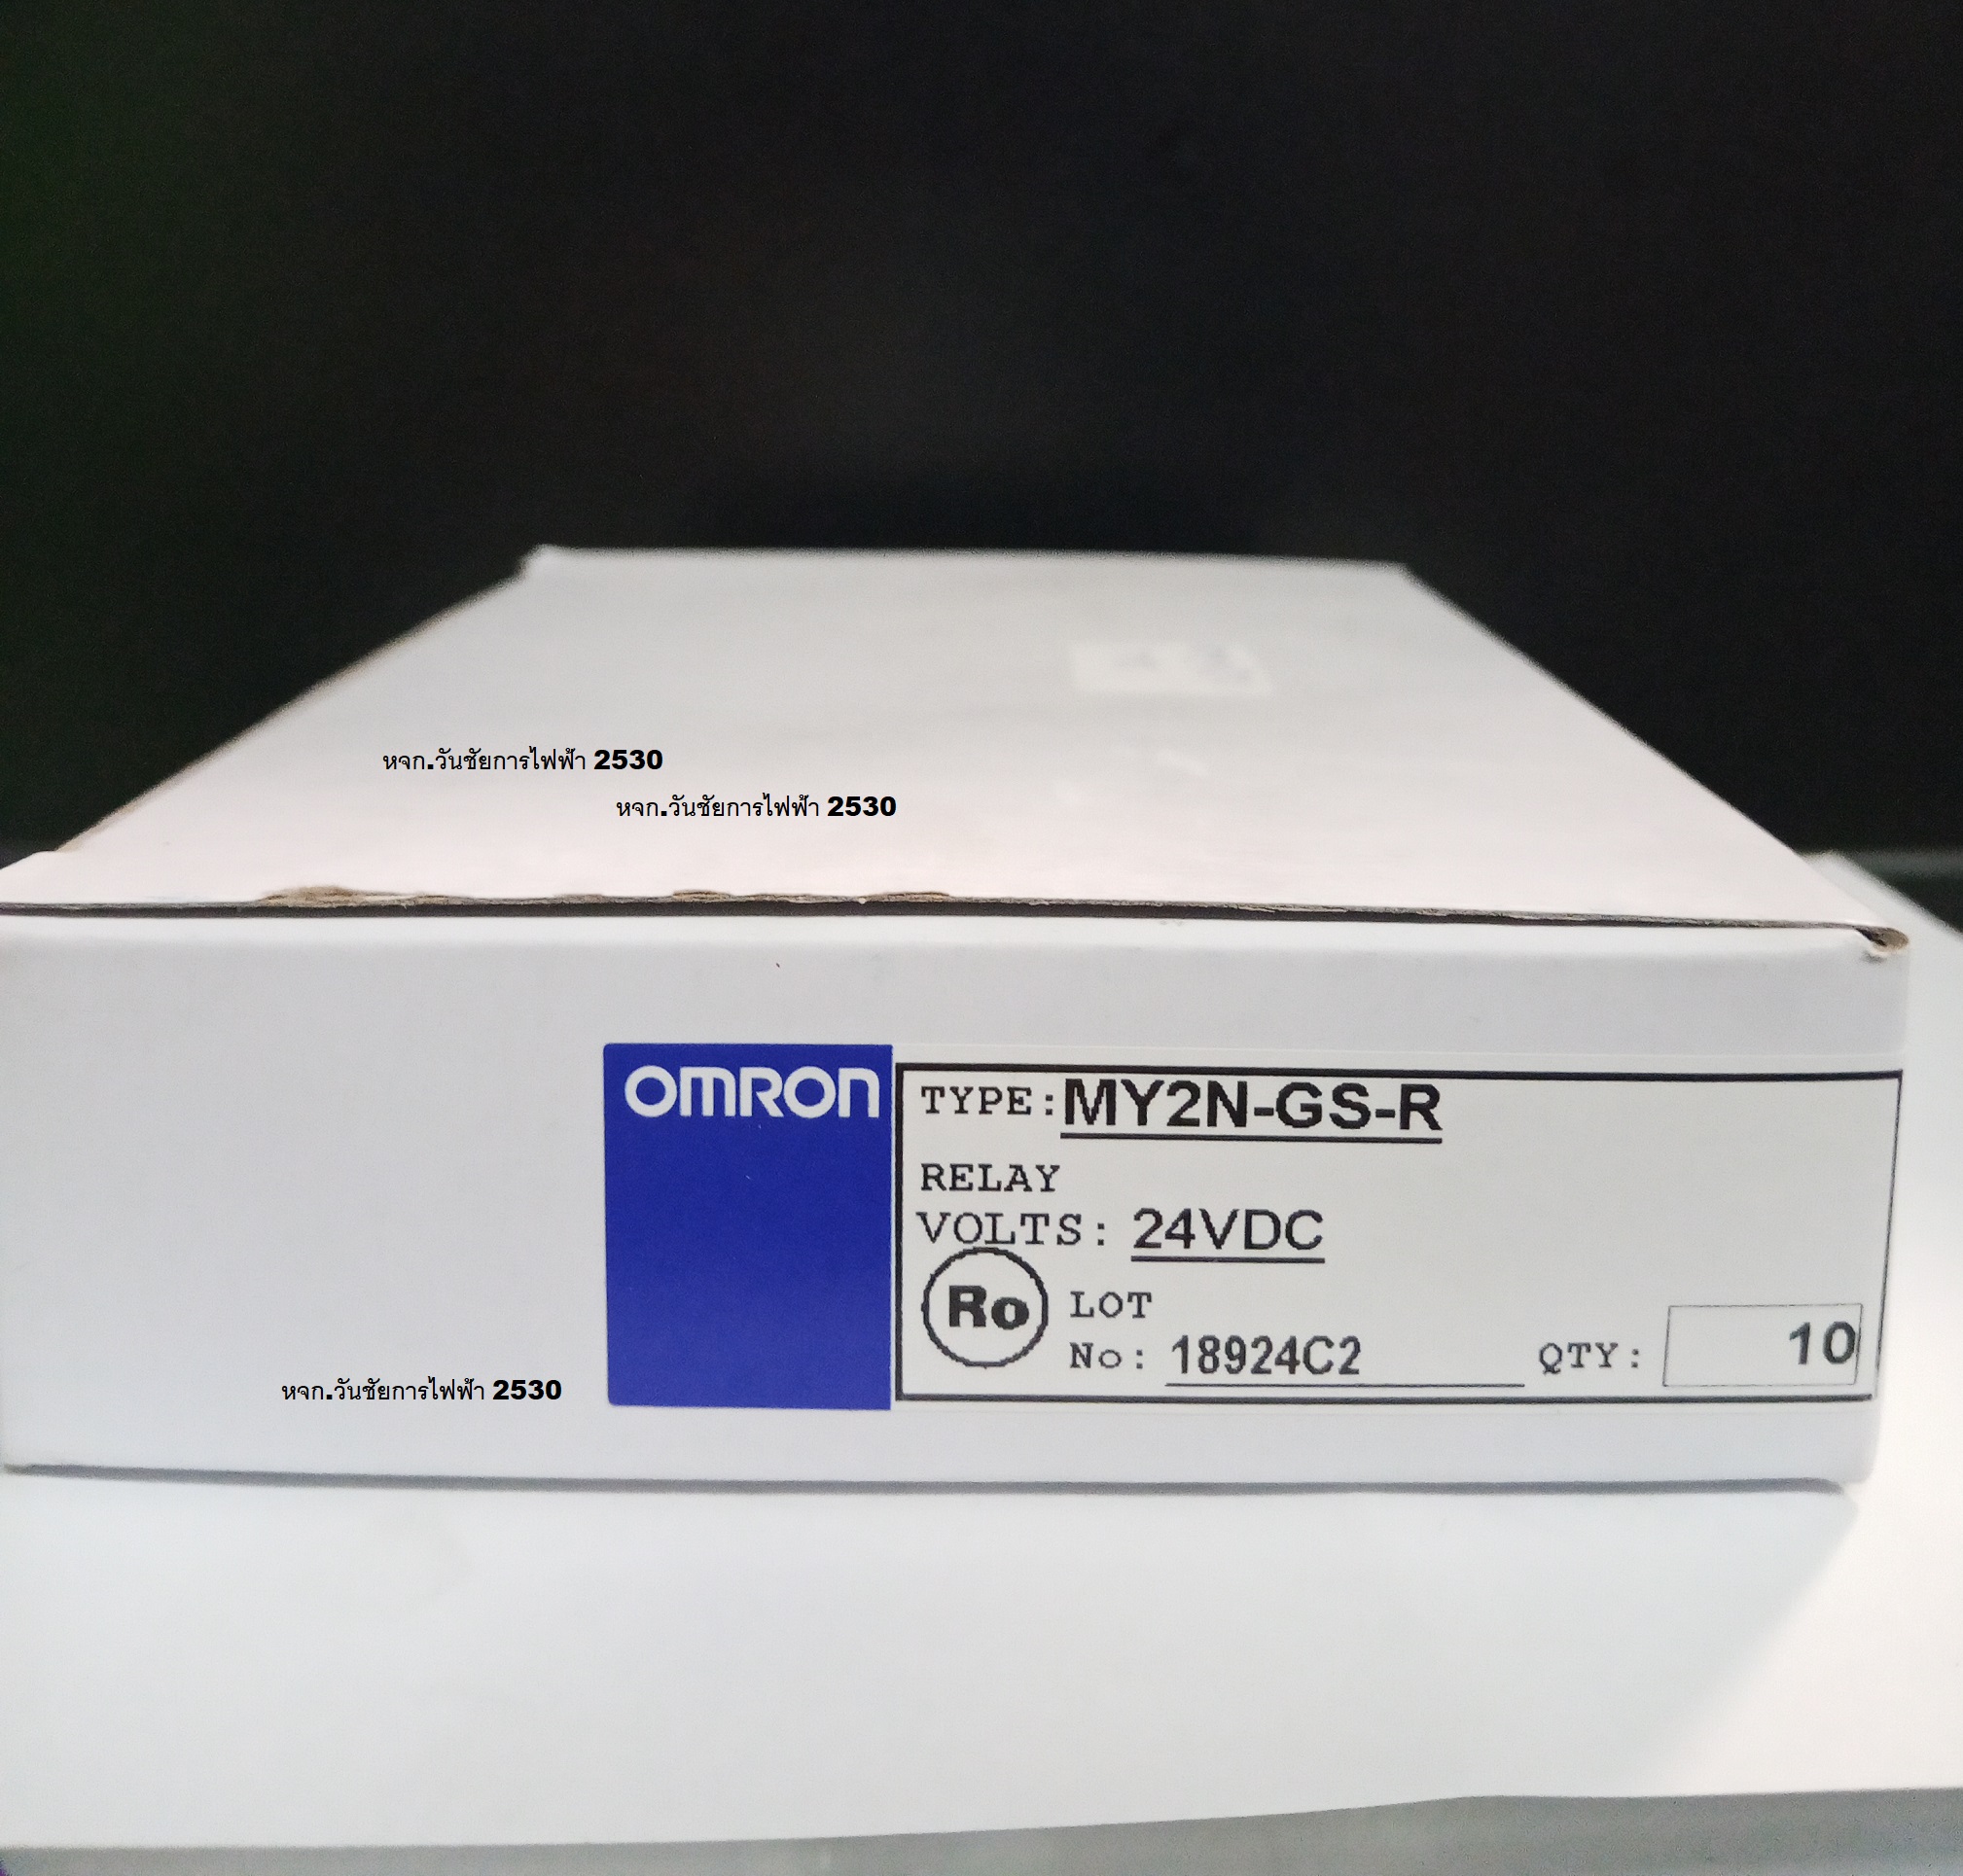 หจก.วันชัยการไฟฟ้า 2530
หจก.วันชัยการไฟฟ้า 2530
OMRON
TYPE: MY2N-GS-R
RELAY
VOLTS: 24VDC
Ro
LOT
No: 18924C2 QTY: 10
หจก.วันชัยการไฟฟ้า 2530